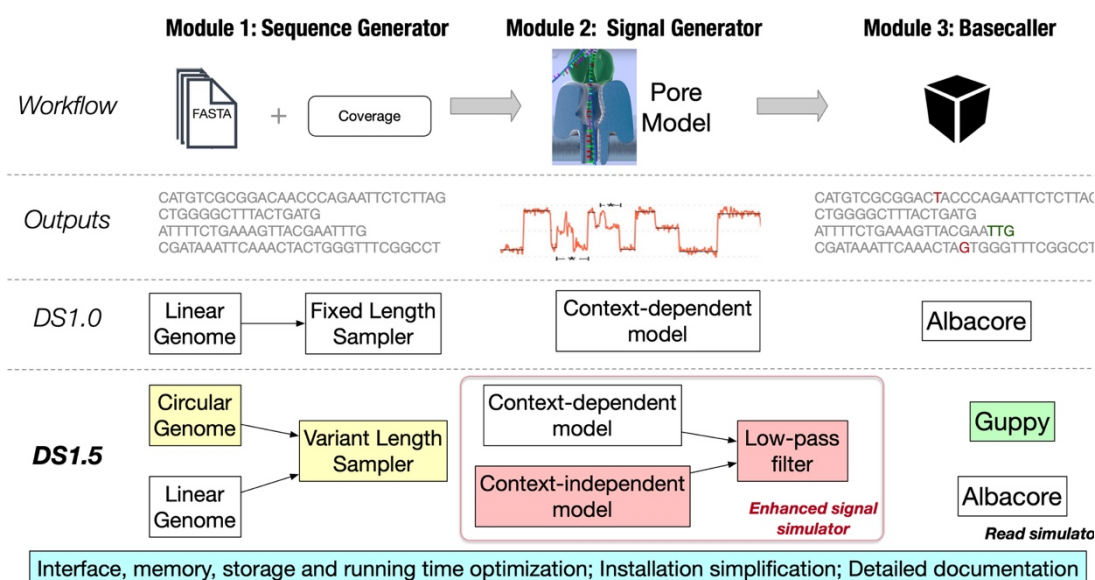 Module 1: Sequence Generator
Module 2: Signal Generator
Module 3: Basecaller
Workflow
FASTA
+
Coverage
Pore
Model
Outputs
CATGTCGCGGACAACCCAGAATTCTCTTAG
CTGGGGCTTTACTGATG
ATTTTCTGAAAGTTACGAATTTG
CGATAAATTCAAACTACTGGGTTTCGGCCT
CATGTCGCGGACTACCCAGAATTCTCTTAG
CTGGGGCTTTACTGATG
ATTTTCTGAAAGTTACGAATTG
CGATAAATTCAAACTAGTGGGTTTCGGCCT
DS1.0
Linear
Genome
Fixed Length
Sampler
Context-dependent
model
Albacore
DS1.5
Circular
Genome
Linear
Genome
Variant Length
Sampler
Context-dependent
model
Context-independent
model
Low-pass
filter
Enhanced signal
simulator
Guppy
Albacore
Read simulato
Interface, memory, storage and running time optimization; Installation simplification; Detailed documentation